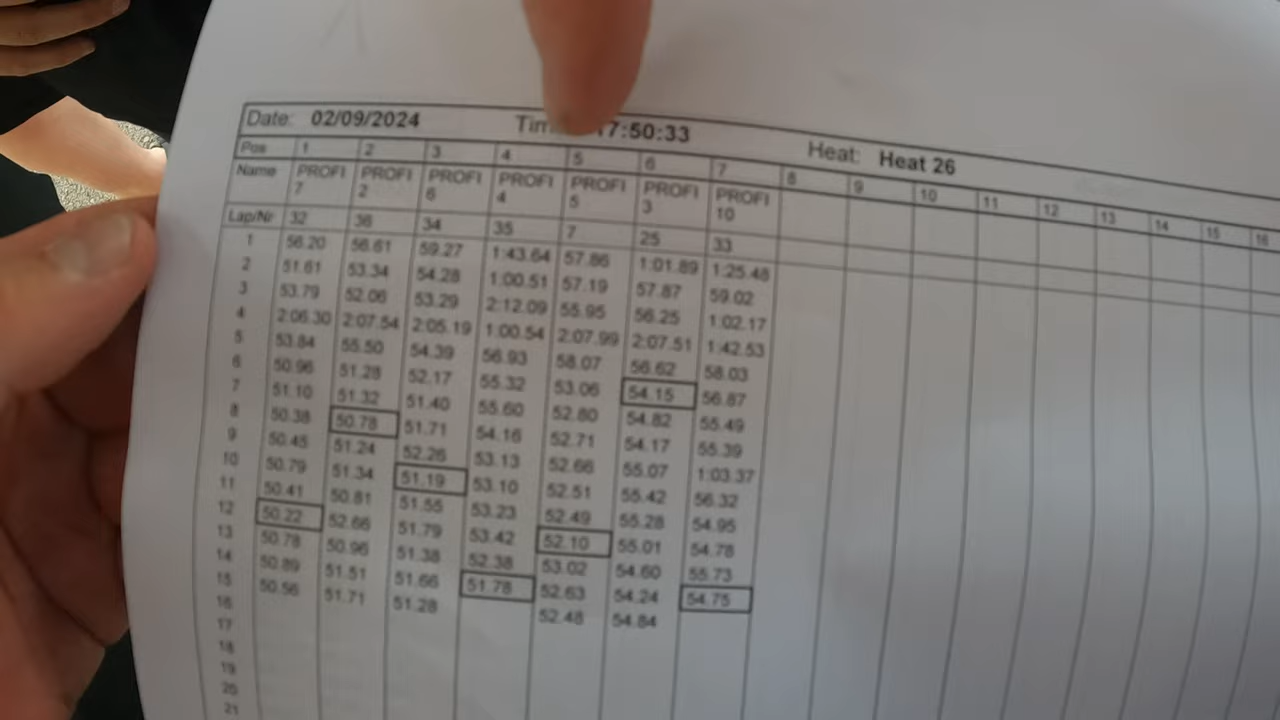 Date: 02/09/2024 Tim 7:50:33 Heat: Heat 26
Pos 1 2 3 4 5 6 7 8 9 10 11 12 13 14 15 16
Name PROFI PROFI PROFI PROFI PROFI PROFI PROFI
7 2 6 4 5 3 10
Lap/Nr 32 36 34 35 7 25 33
1 56.20 56.61 59.27 1:43.64 57.86 1:01.89 1:25.48
2 51.61 53.34 54.28 1:00.51 57.19 57.87 59.02
3 53.79 52.06 53.29 2:12.09 55.95 56.25 1:02.17
4 2:06.30 2:07.54 2:05.19 1:00.54 2:07.99 2:07.51 1:42.53
5 53.84 55.50 54.39 56.93 58.07 56.62 58.03
6 50.96 51.28 52.17 55.32 53.06 54.15 56.87
7 51.10 51.32 51.40 55.60 52.80 54.82 55.49
8 50.38 50.78 51.71 54.16 52.71 54.17 55.39
9 50.45 51.24 52.26 53.13 52.66 55.07 1:03.37
10 50.79 51.34 51.19 53.10 52.51 55.42 56.32
11 50.41 50.81 51.55 53.23 52.49 55.28 54.95
12 50.22 52.66 51.79 53.42 52.10 55.01 54.78
13 50.78 50.96 51.38 52.38 53.02 54.60 55.73
14 50.89 51.51 51.66 51.78 52.63 54.24 54.75
15 50.56 51.71 51.28 52.48 54.84
16
17
18
19
20
21